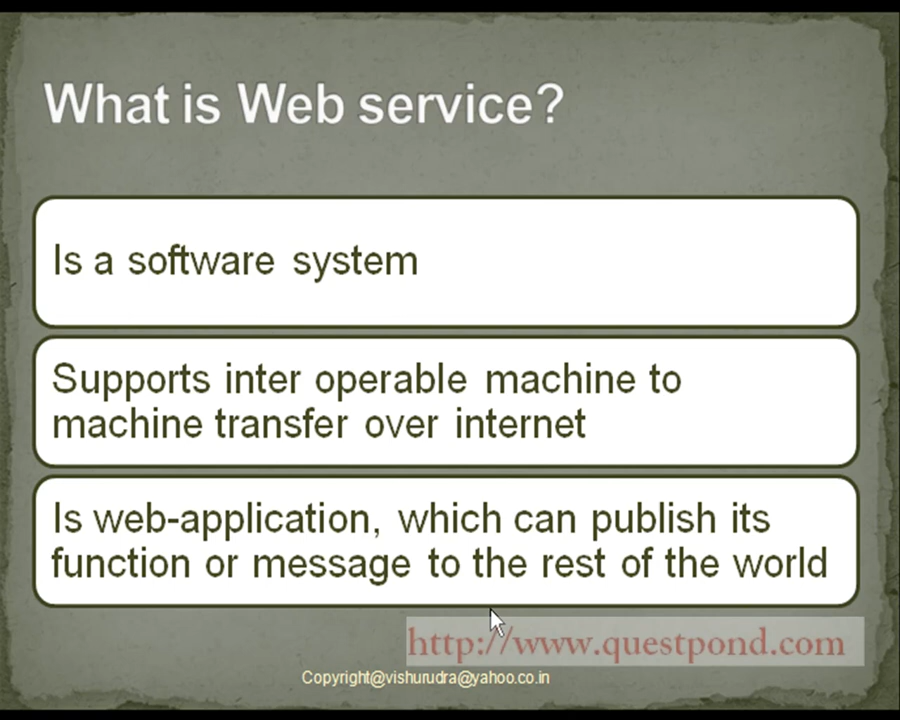 What is Web service?
Is a software system
Supports inter operable machine to
machine transfer over internet
Is web-application, which can publish its
function or message to the rest of the world
http://www.questpond.com
Copyright@vishurudra@yahoo.co.in